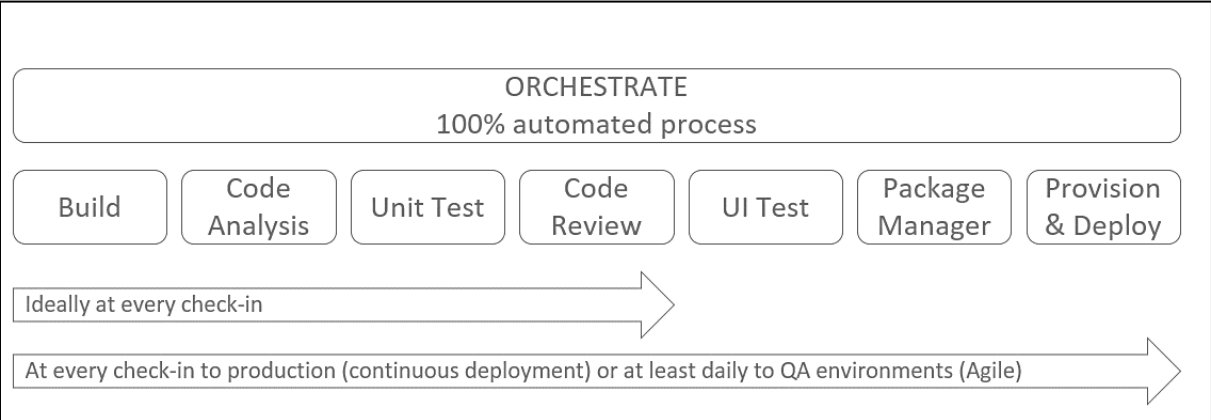 ORCHESTRATE
100% automated process
Build
Code
Analysis
Unit Test
Code
Review
UI Test
Package
Manager
Provision
& Deploy
Ideally at every check-in
At every check-in to production (continuous deployment) or at least daily to QA environments (Agile)